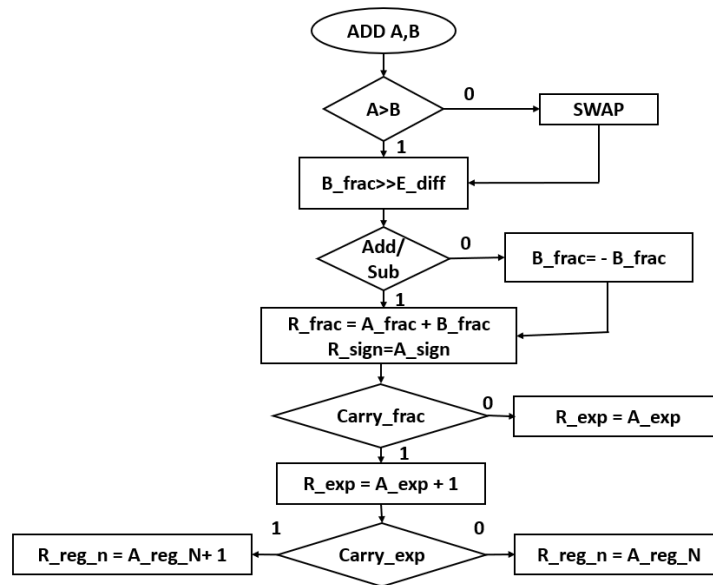 ADD A,B
A>B
0
SWAP
1
B_frac>>E_diff
Add/
Sub
0
B_frac= - B_frac
1
R_frac = A_frac + B_frac
R_sign=A_sign
Carry_frac
0
R_exp = A_exp
1
R_exp = A_exp + 1
R_reg_n = A_reg_N+ 1
1
Carry_exp
0
R_reg_n = A_reg_N